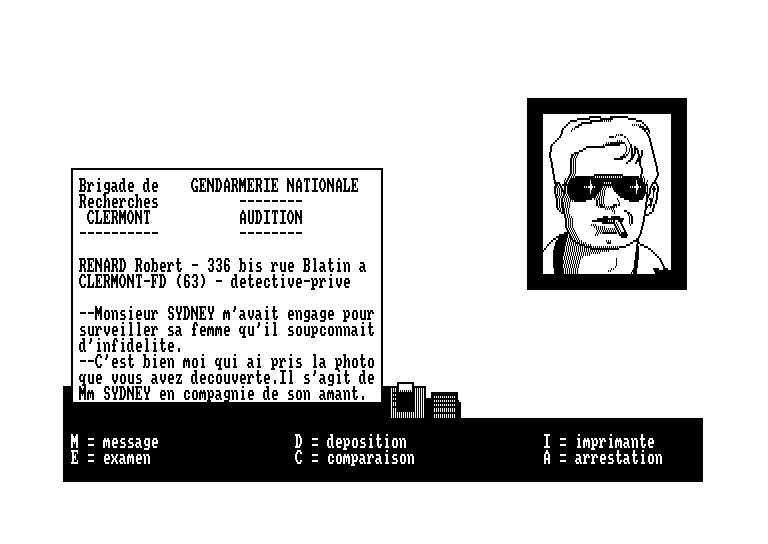 Brigade de    GENDARMERIE NATIONALE
Recherches          --------
CLERMONT           AUDITION
----------          --------
RENARD Robert - 336 bis rue Blatin a
CLERMONT-FD (63) - detective-prive
--Monsieur SYDNEY m'avait engage pour
surveiller sa femme qu'il soupconnait
d'infidelite.
--C'est bien moi qui ai pris la photo
que vous avez decouverte.Il s'agit de
Mm SYDNEY en compagnie de son amant.
M = message    D = deposition    I = imprimante
E = examen    C = comparaison    A = arrestation